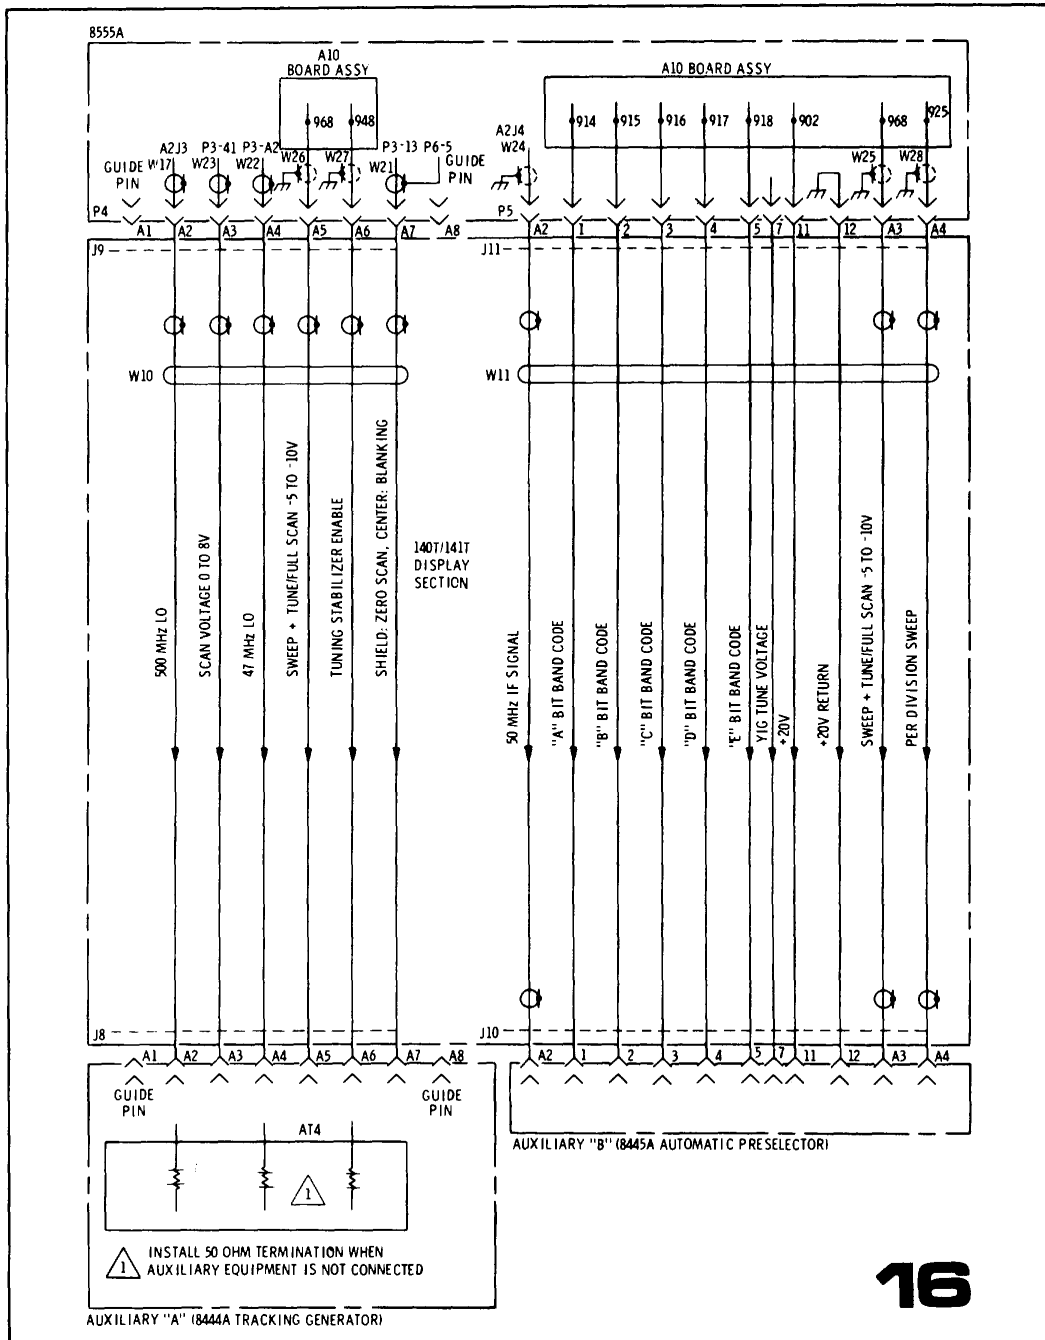 8555A
A10
BOARD ASSY
968
948
A10 BOARD ASSY
914
915
916
917
918
902
968
925
A2J3
W17
P3-41
W23
P3-A2
W22
W26
W27
P3-13
W21
P6-5
GUIDE
PIN
GUIDE
PIN
A2J4
W24
W25
W28
P4
A1
A2
A3
A4
A5
A6
A7
A8
P5
A2
1
2
3
4
5
7
11
12
A3
A4
J9
J11
W10
W11
500 MHz LO
SCAN VOLTAGE 0 TO 8V
47 MHz LO
SWEEP + TUNE/FULL SCAN -5 TO -10V
TUNING STABILIZER ENABLE
SHIELD: ZERO SCAN, CENTER: BLANKING
140T/141T
DISPLAY
SECTION
50 MHz IF SIGNAL
"A" BIT BAND CODE
"B" BIT BAND CODE
"C" BIT BAND CODE
"D" BIT BAND CODE
"E" BIT BAND CODE
YIG TUNE VOLTAGE
+20V
+20V RETURN
SWEEP + TUNE/FULL SCAN -5 TO -10V
PER DIVISION SWEEP
J8
J10
A1
A2
A3
A4
A5
A6
A7
A8
A2
1
2
3
4
5
7
11
12
A3
A4
GUIDE
PIN
GUIDE
PIN
AT4
1
1 INSTALL 50 OHM TERMINATION WHEN
AUXILIARY EQUIPMENT IS NOT CONNECTED
AUXILIARY "A" (8444A TRACKING GENERATOR)
AUXILIARY "B" (8445A AUTOMATIC PRESELECTOR)
16